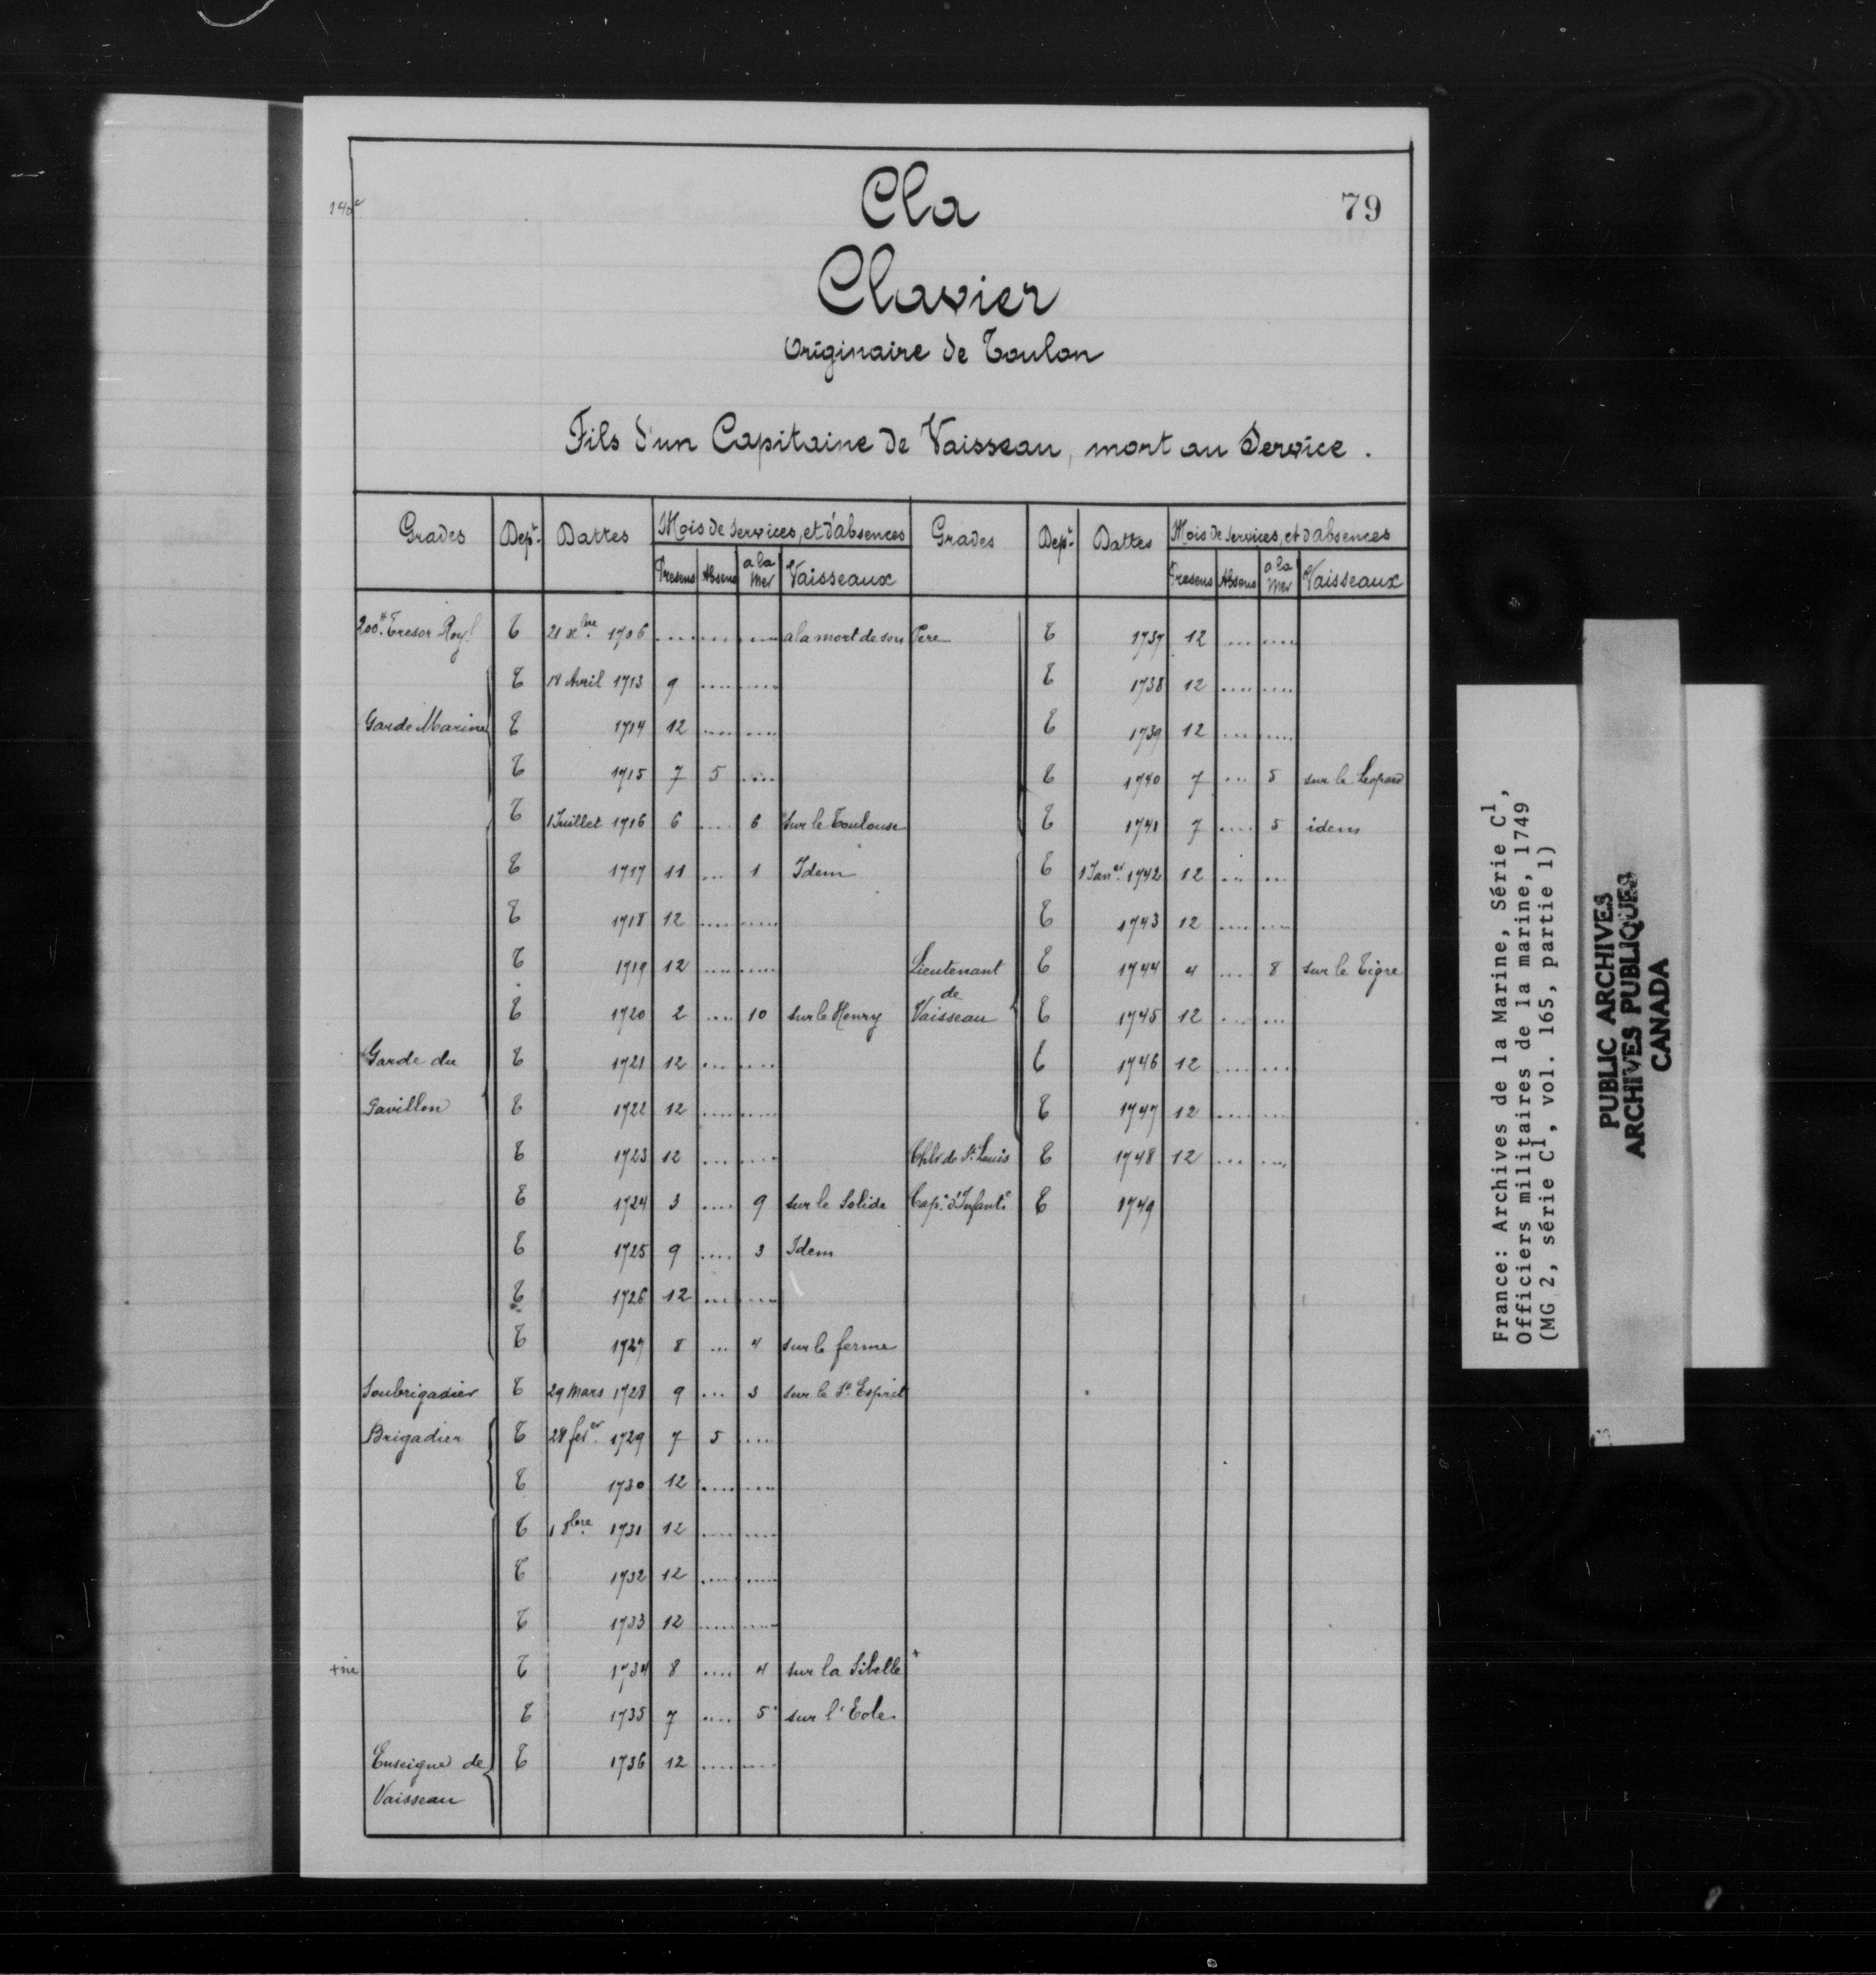 140e
Cla
79
Clavier
Originaire de Toulon
Fils d'un Capitaine de Vaisseau, mort au Service.
Grades Dept. Dattes Mois de Services, et d'absences Grades Dept. Dattes Mois de Services, et d'absences
Presens Absens a la Mer Vaisseaux Presens Absens a la Mer Vaisseaux
200tt. Tresor Royl T 21 xbre. 1706 .... .... .... a la mort de son Pere T 1737 12 .... ....
T 18 Avril 1713 9 .... .... T 1738 12 .... ....
Garde Marine T 1714 12 .... .... T 1739 12 .... ....
T 1715 7 5 .... T 1740 7 ... 5 sur le Leopard
T 1 Juillet 1716 6 .... 6 sur le Toulouse T 1741 7 .... 5 idem
T 1717 11 ... 1 Idem T 1 Janer. 1742 12 ... ...
T 1718 12 .... .... T 1743 12 .... ....
T 1719 12 .... .... Lieutenant T 1744 4 .... 8 sur le Tigre
de
T 1720 2 .... 10 sur le Henry Vaisseau T 1745 12 .... ...
Garde du T 1721 12 ... .... T 1746 12 .... ...
Pavillon T 1722 12 .... .... T 1747 12 .... ....
T 1723 12 .... .... Chlr de St. Louis T 1748 12 ... ....
T 1724 3 .... 9 sur le Solide Cape. d'Infante. T 1749
T 1725 9 .... 3 Idem
T 1726 12 ... ....
T 1727 8 ... 4 sur le ferme
Soubrigadier T 29 Mars 1728 9 ... 3 sur le St. Esprit
Brigadier T 28 fever. 1729 7 5 ....
T 1730 12 .... ....
T 1 8bre. 1731 12 .... ....
T 1732 12 .... ....
T 1733 12 .... ....
T 1734 8 .... 4 sur la Sibelle +
T 1735 7 .... 5 sur l'Eole
Enseigne de T 1736 12 .... ....
Vaisseau
France: Archives de la Marine, Série C1,
Officiers militaires de la marine, 1749
(MG 2, série C1, vol. 165, partie 1)
PUBLIC ARCHIVES
ARCHIVES PUBLIQUES
CANADA